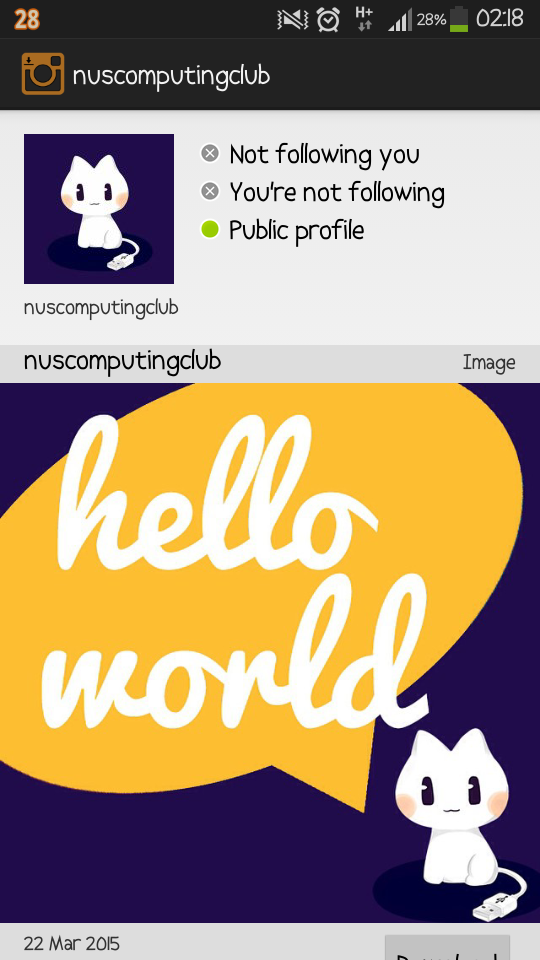 28
H+
28%
02:18
nuscomputingclub
Not following you
You're not following
Public profile
nuscomputingclub
nuscomputingclub
Image
hello
world
22 Mar 2015